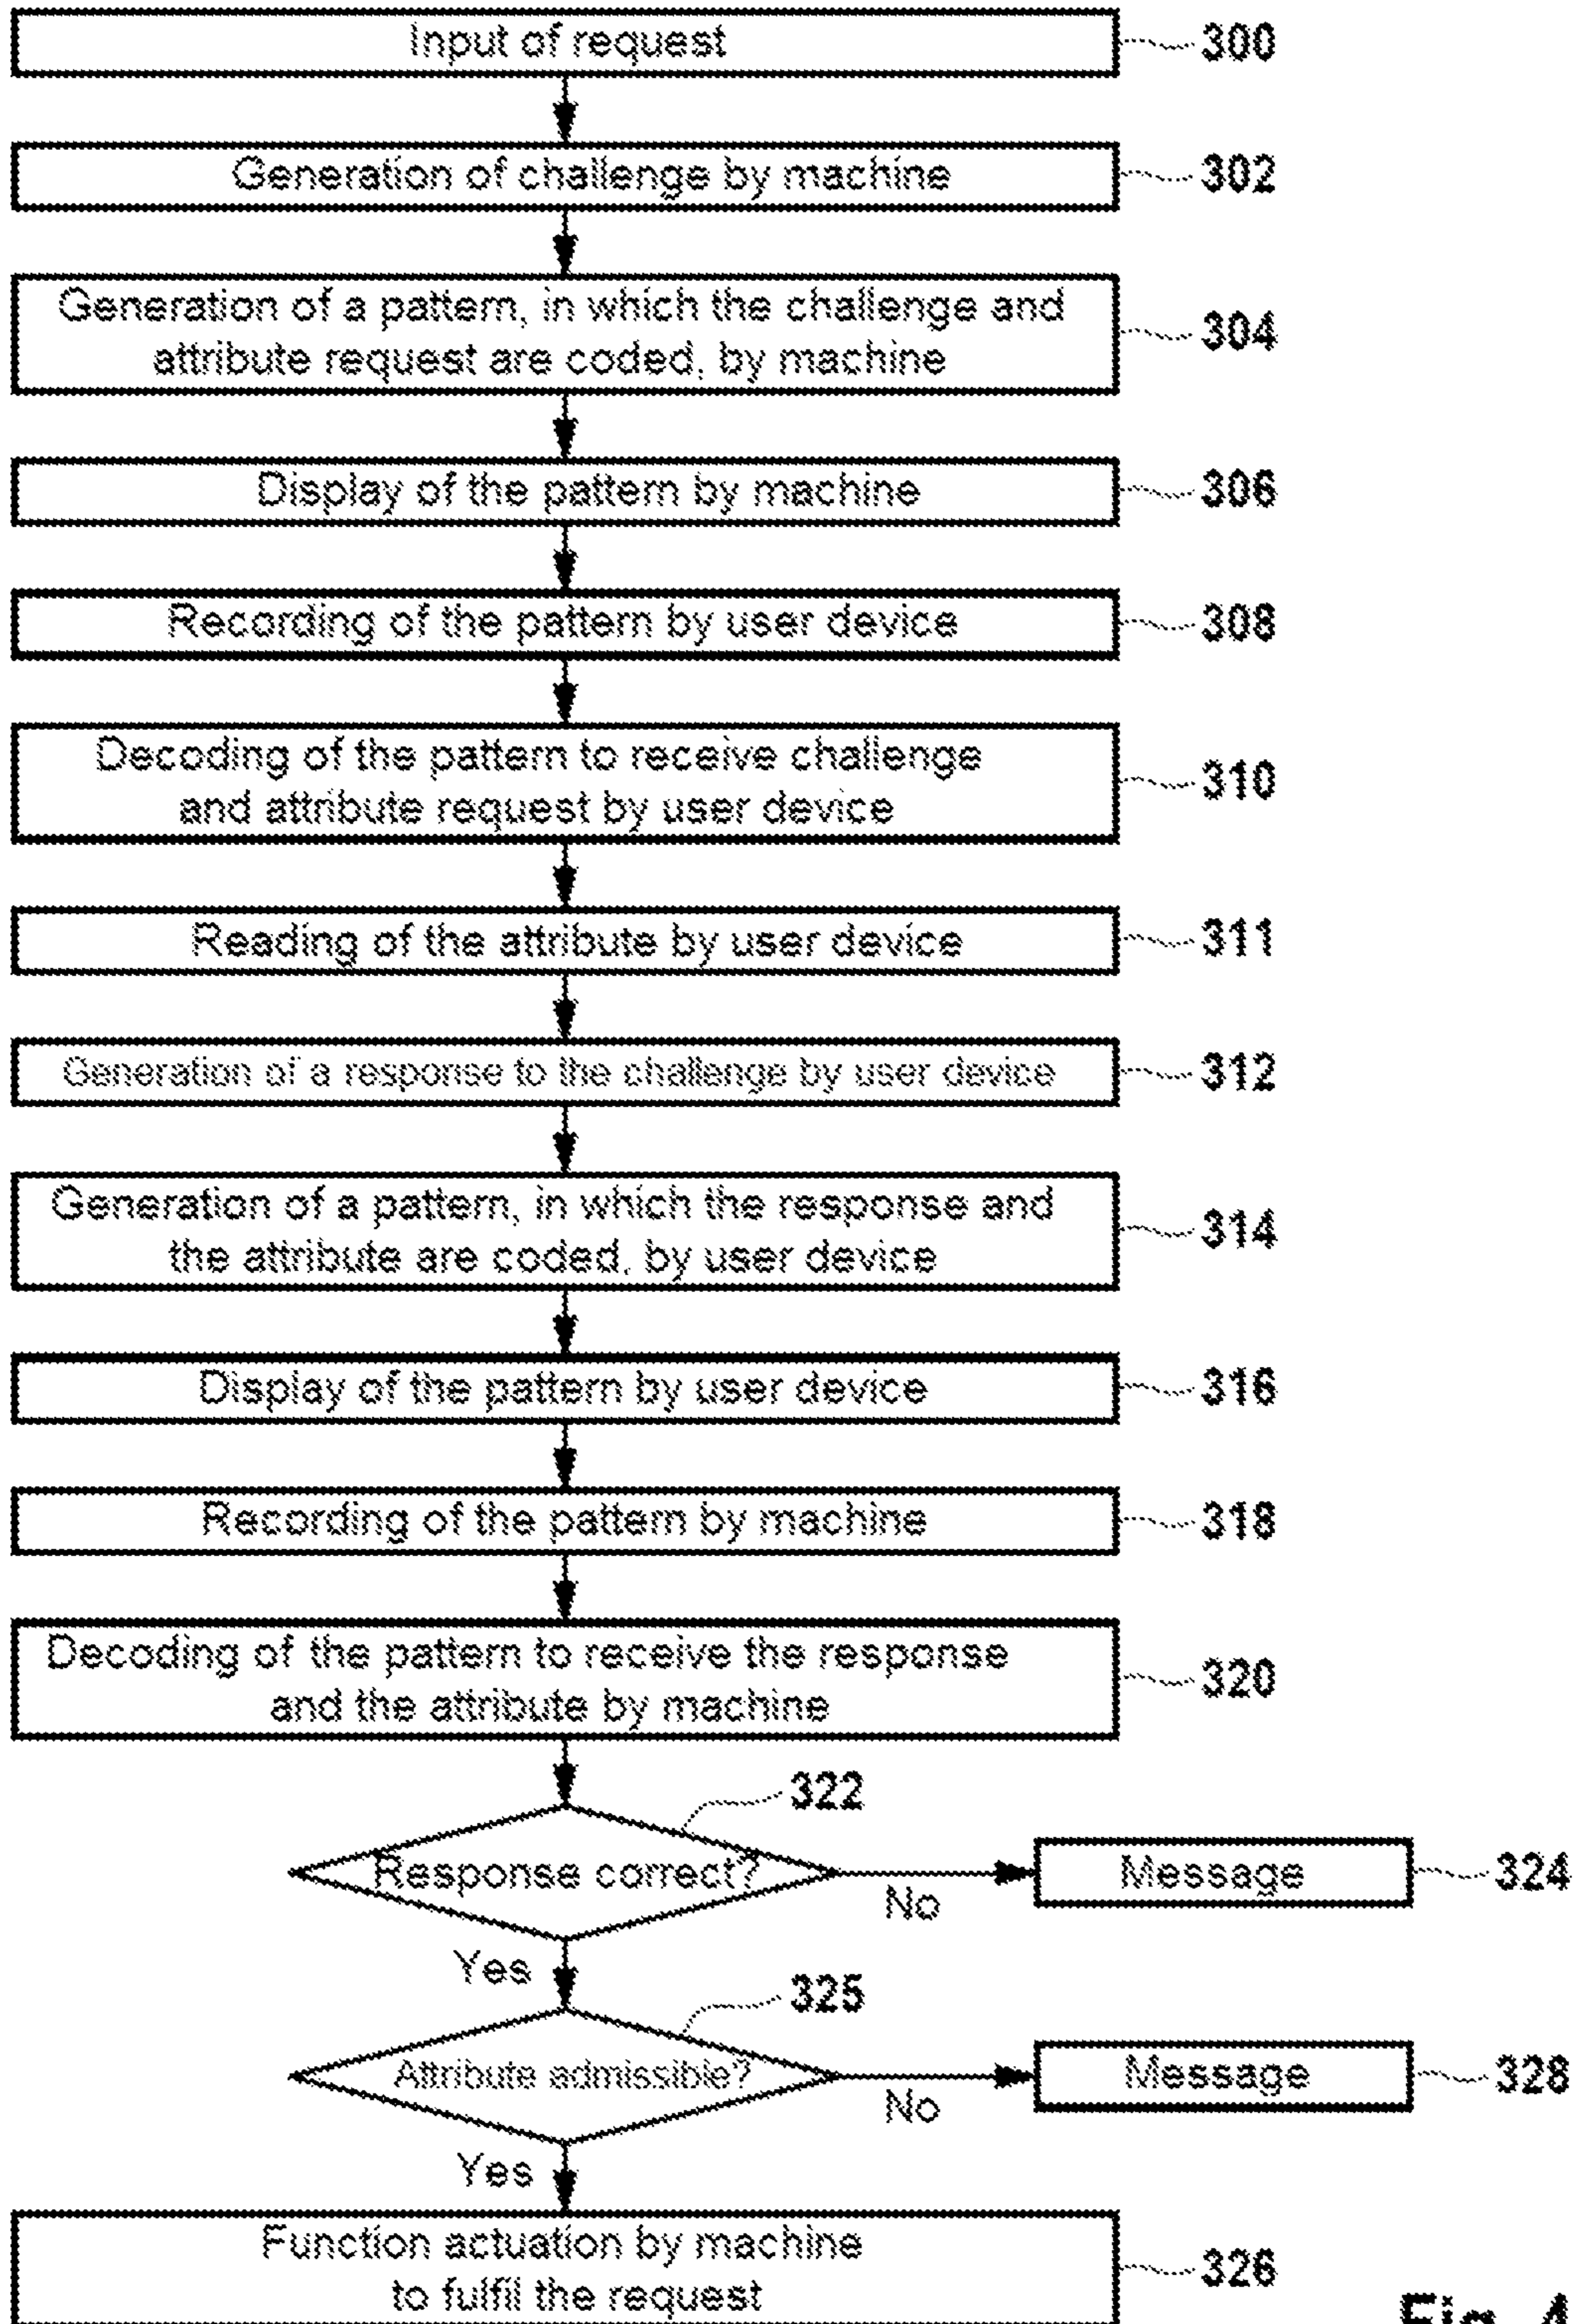 Input of request
300
Generation of challenge by machine
302
Generation of a pattern, in which the challenge and
attribute request are coded, by machine
304
Display of the pattern by machine
306
Recording of the pattern by user device
308
Decoding of the pattern to receive challenge
and attribute request by user device
310
Reading of the attribute by user device
311
Generation of a response to the challenge by user device
312
Generation of a pattern, in which the response and
the attribute are coded, by user device
314
Display of the pattern by user device
316
Recording of the pattern by machine
318
Decoding of the pattern to receive the response
and the attribute by machine
320
322
Response correct?
No
Message
324
Yes
325
Attribute admissible?
No
Message
328
Yes
Function actuation by machine
to fulfil the request
326
Fig. 4